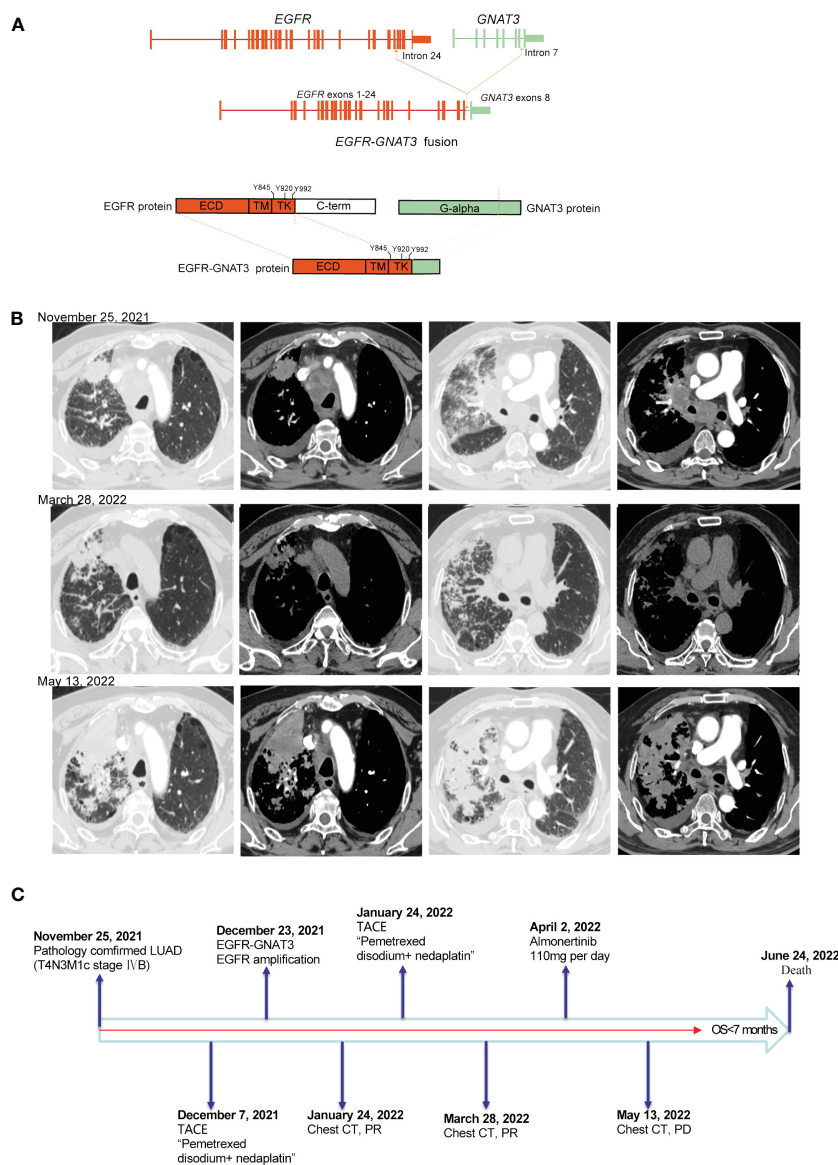 A
EGFR
GNAT3
Intron 24
Intron 7
EGFR exons 1-24
GNAT3 exons 8
EGFR-GNAT3 fusion
Y845
Y920
Y992
EGFR protein
ECD
TM
TK
C-term
G-alpha
GNAT3 protein
Y845
Y920
Y992
EGFR-GNAT3 protein
ECD
TM
TK
B
November 25, 2021
March 28, 2022
May 13, 2022
C
November 25, 2021
Pathology comfirmed LUAD
(T4N3M1c stage IVB)
December 23, 2021
EGFR-GNAT3
EGFR amplification
January 24, 2022
TACE
“Pemetrexed
disodium+ nedaplatin”
April 2, 2022
Almonertinib
110mg per day
June 24, 2022
Death
OS<7 months
December 7, 2021
TACE
“Pemetrexed
disodium+ nedaplatin”
January 24, 2022
Chest CT, PR
March 28, 2022
Chest CT, PR
May 13, 2022
Chest CT, PD